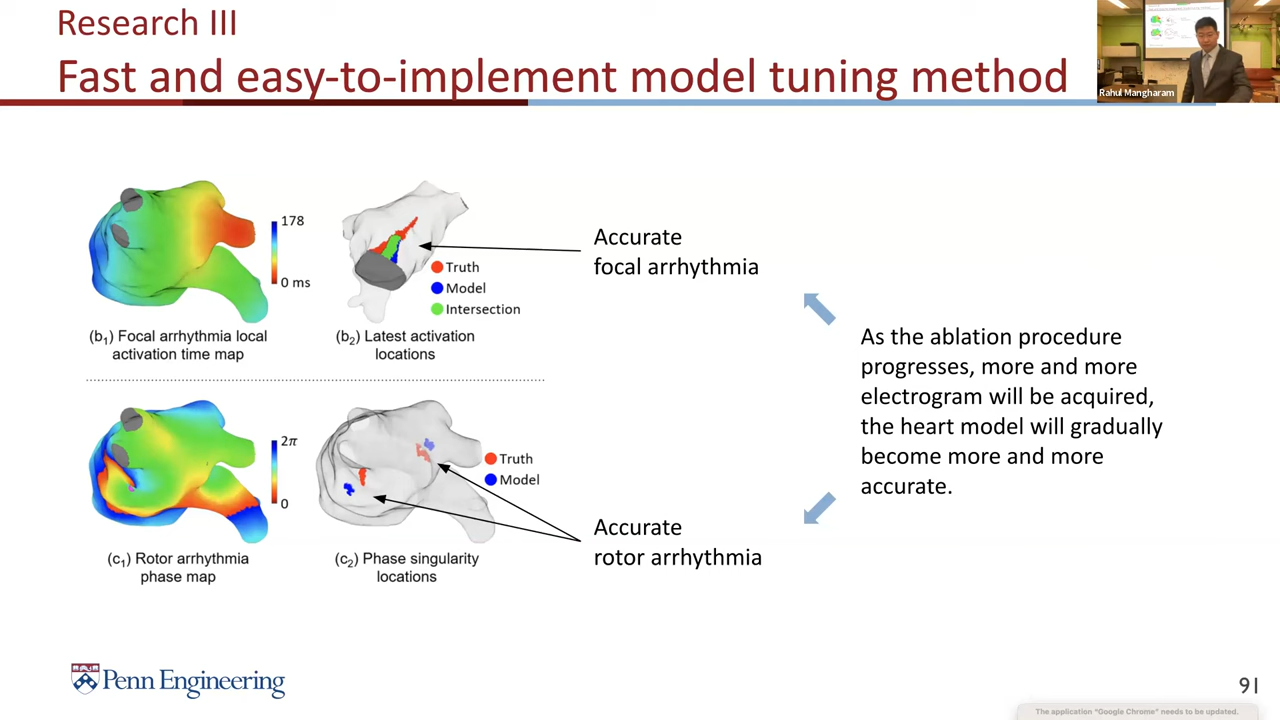 Research III
Fast and easy-to-implement model tuning method
Rahul Mangharam
178
0 ms
Truth
Model
Intersection
(b1) Focal arrhythmia local
activation time map
(b2) Latest activation
locations
Accurate
focal arrhythmia
2π
0
Truth
Model
(c1) Rotor arrhythmia
phase map
(c2) Phase singularity
locations
Accurate
rotor arrhythmia
As the ablation procedure
progresses, more and more
electrogram will be acquired,
the heart model will gradually
become more and more
accurate.
Penn Engineering
91
The application “Google Chrome” needs to be updated.